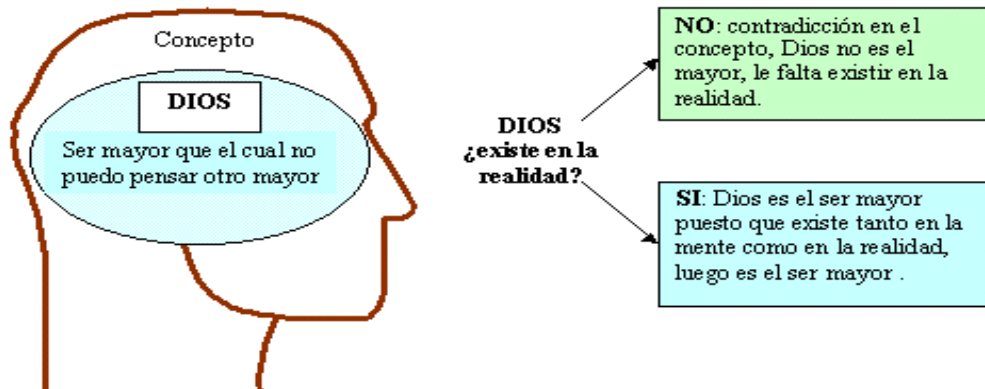 Concepto
DIOS
Ser mayor que el cual no
puedo pensar otro mayor
DIOS
¿existe en la
realidad?
NO: contradicción en el
concepto, Dios no es el
mayor, le falta existir en la
realidad.
SI: Dios es el ser mayor
puesto que existe tanto en la
mente como en la realidad,
luego es el ser mayor .